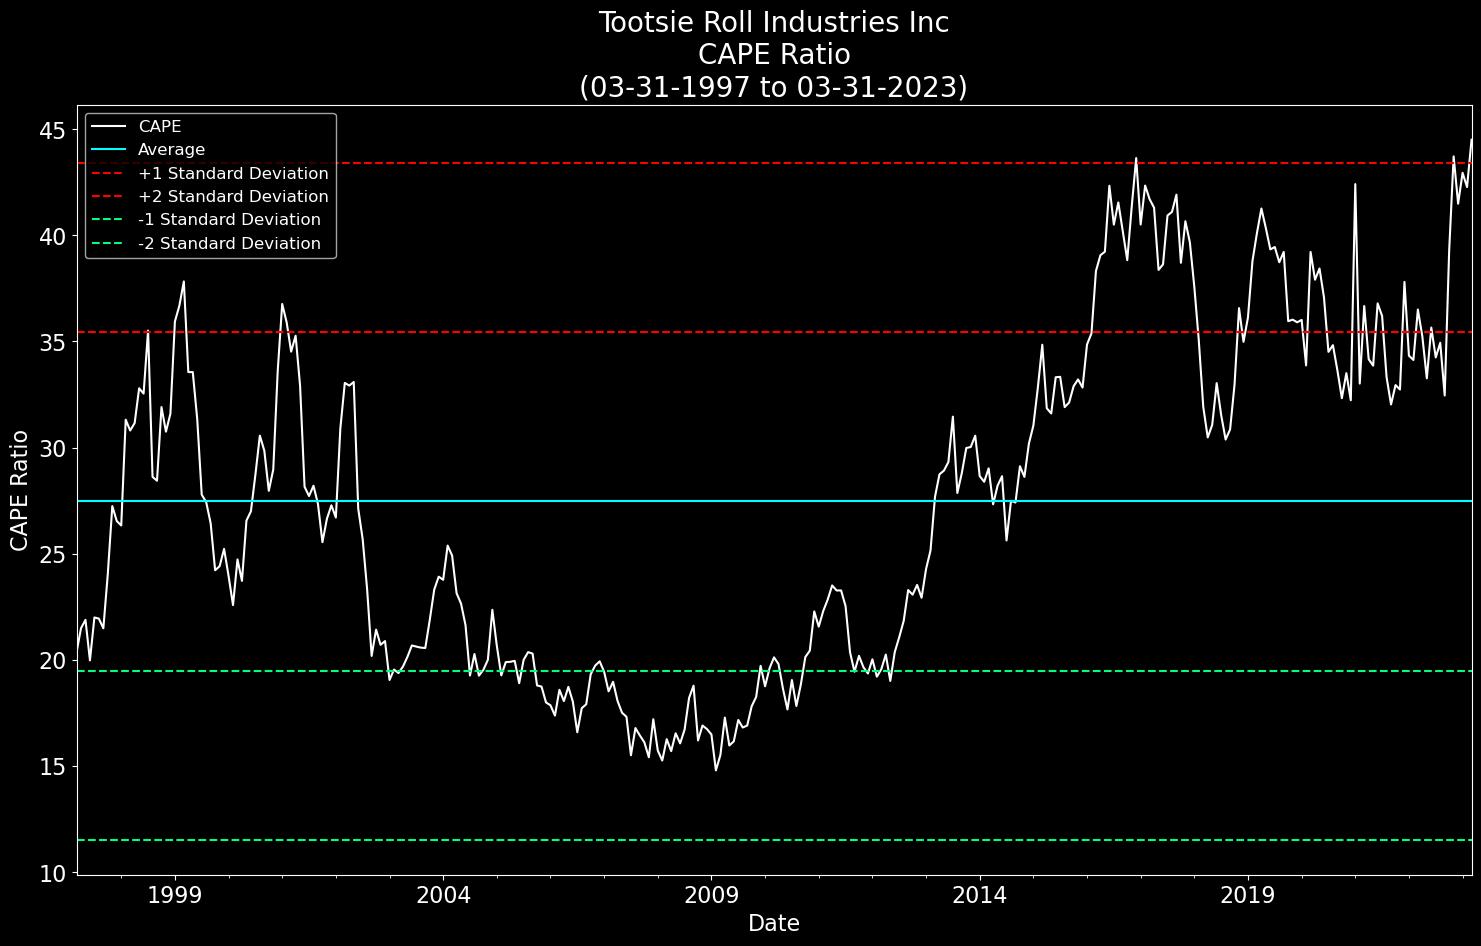 Tootsie Roll Industries Inc
CAPE Ratio
(03-31-1997 to 03-31-2023)
CAPE
Average
+1 Standard Deviation
+2 Standard Deviation
-1 Standard Deviation
-2 Standard Deviation
CAPE Ratio
45
40
35
30
25
20
15
10
1999
2004
2009
2014
2019
Date